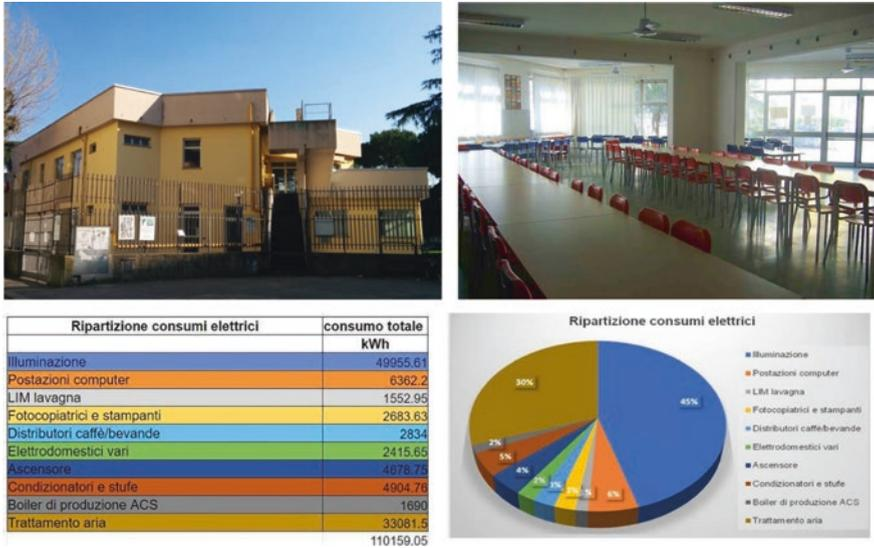 Ripartizione consumi elettrici consumo totale
kWh
Illuminazione 49955.61
Postazioni computer 6362.2
LIM lavagna 1552.95
Fotocopiatrici e stampanti 2683.63
Distributori caffè/bevande 2834
Elettrodomestici vari 2415.65
Ascensore 4678.75
Condizionatori e stufe 4904.76
Boiler di produzione ACS 1690
Trattamento aria 33081.5
110159.05
Ripartizione consumi elettrici
30%
45%
2%
5%
4%
2%
3%
2%
6%
Illuminazione
Postazioni computer
LIM lavagna
Fotocopiatrici e stampanti
Distributori caffè/bevande
Elettrodomestici vari
Ascensore
Condizionatori e stufe
Boiler di produzione ACS
Trattamento aria